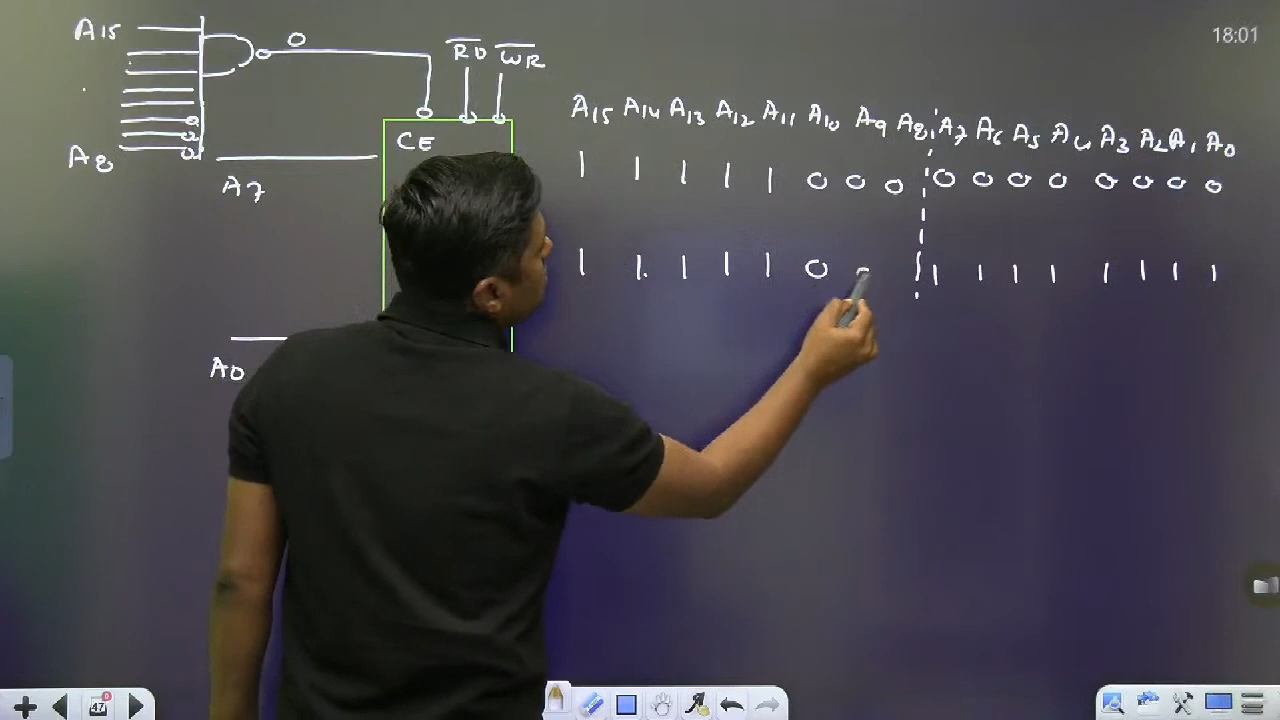 A15
O
RD WR
18:01
CE
A8
A7
A0
A15 A14 A13 A12 A11 A10 A9 A8 A7 A6 A5 A4 A3 A2 A1 A0
1 1 1 1 1 0 0 0 0 0 0 0 0 0 0 0
1 1 1 1 1 0 1 1 1 1 1 1 1 1
47